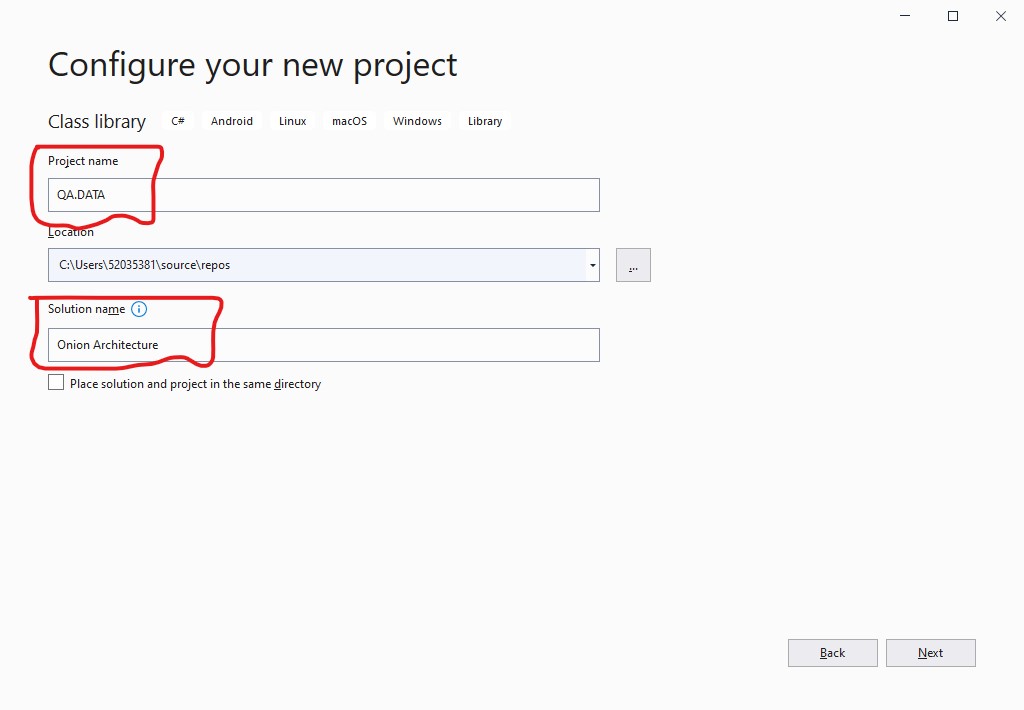 Configure your new project
Class library C# Android Linux macOS Windows Library
Project name
QA.DATA
Location
C:\Users\52035381\source\repos
...
Solution name
Onion Architecture
Place solution and project in the same directory
Back Next